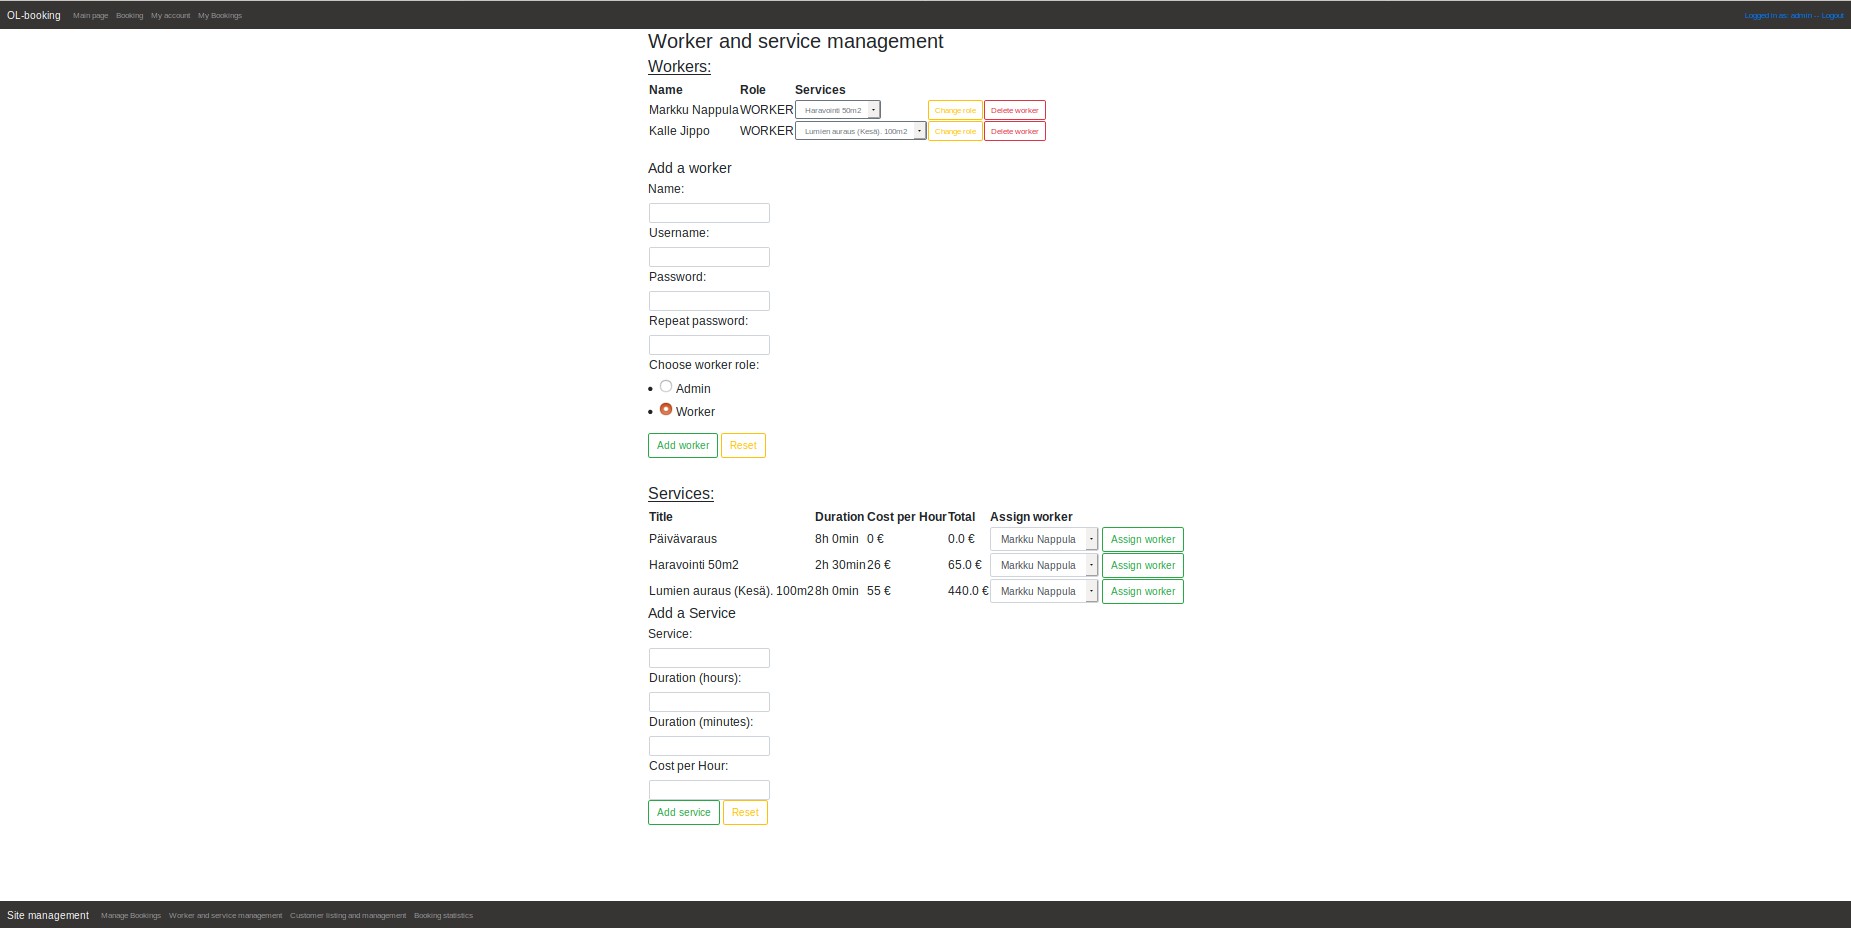 OL-booking Main page Booking My account My Bookings Logged in as: admin -- Logout
Worker and service management
Workers:
Name Role Services
Markku Nappula WORKER Haravointi 50m2 Change role Delete worker
Kalle Jippo WORKER Lumien auraus (Kesä). 100m2 Change role Delete worker
Add a worker
Name:
Username:
Password:
Repeat password:
Choose worker role:
Admin
Worker
Add worker Reset
Services:
Title Duration Cost per Hour Total Assign worker
Päivävaraus 8h 0min 0 € 0.0 € Markku Nappula Assign worker
Haravointi 50m2 2h 30min 26 € 65.0 € Markku Nappula Assign worker
Lumien auraus (Kesä). 100m2 8h 0min 55 € 440.0 € Markku Nappula Assign worker
Add a Service
Service:
Duration (hours):
Duration (minutes):
Cost per Hour:
Add service Reset
Site management Manage Bookings Worker and service management Customer listing and management Booking statistics